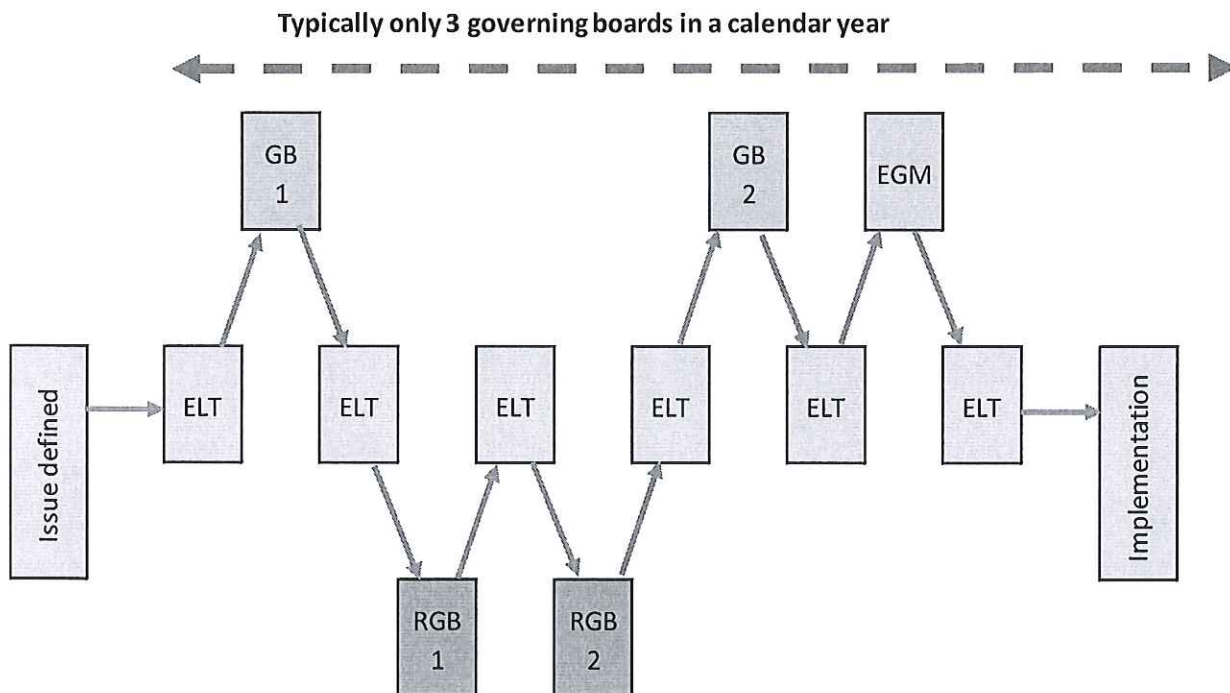 Typically only 3 governing boards in a calendar year
GB
1
GB
2
EGM
Issue defined
ELT
ELT
ELT
ELT
ELT
ELT
Implementation
RGB
1
RGB
2